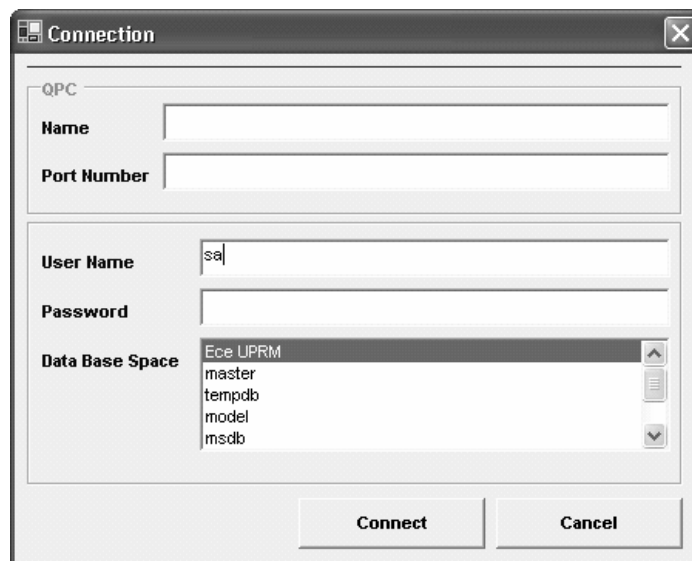 Connection
QPC
Name
Port Number
User Name
sa
Password
Data Base Space
Ece UPRM
master
tempdb
model
msdb
Connect
Cancel